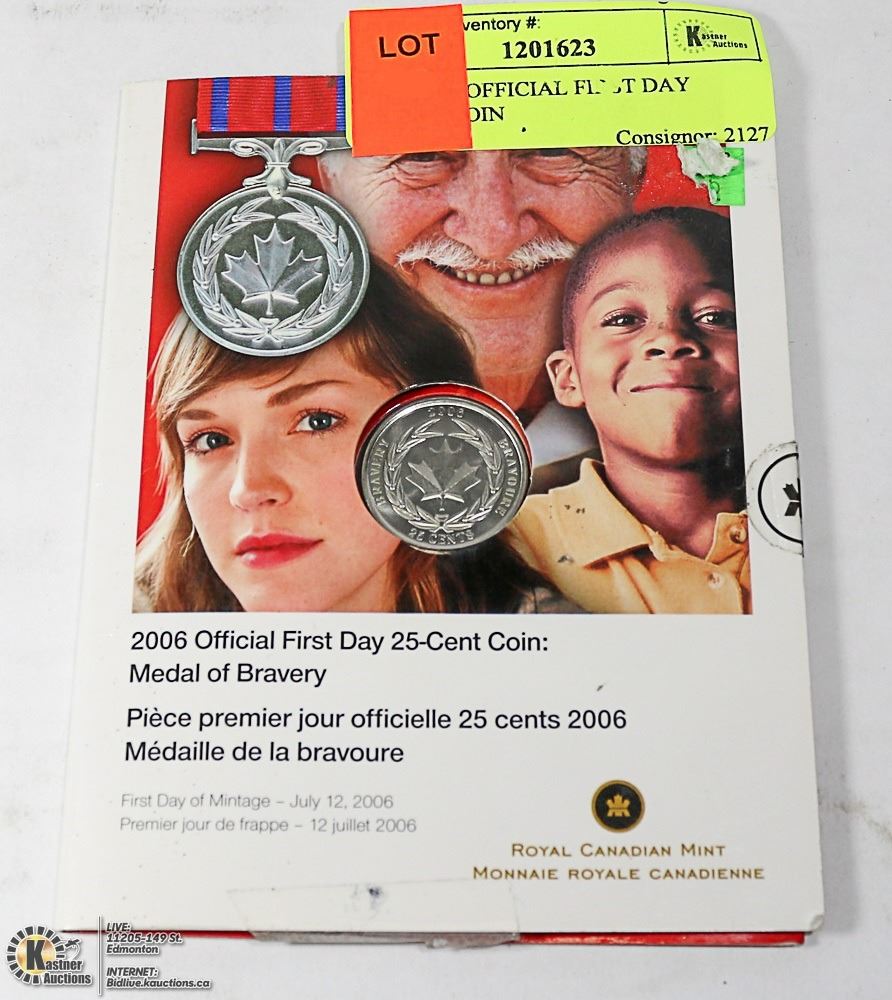 LOT
ventory #:
1201623
Kastner
Auctions
OFFICIAL DAY
OIN
Consignor: 2127
2006
BRAVERY
BRAVOURE
25 CENTS
2006 Official First Day 25-Cent Coin:
Medal of Bravery
Pièce premier jour officielle 25 cents 2006
Médaille de la bravoure
First Day of Mintage – July 12, 2006
Premier jour de frappe – 12 juillet 2006
ROYAL CANADIAN MINT
MONNAIE ROYALE CANADIENNE
Kastner
Auctions
LIVE:
11205-149 St.
Edmonton
INTERNET:
Bidlive.kauctions.ca